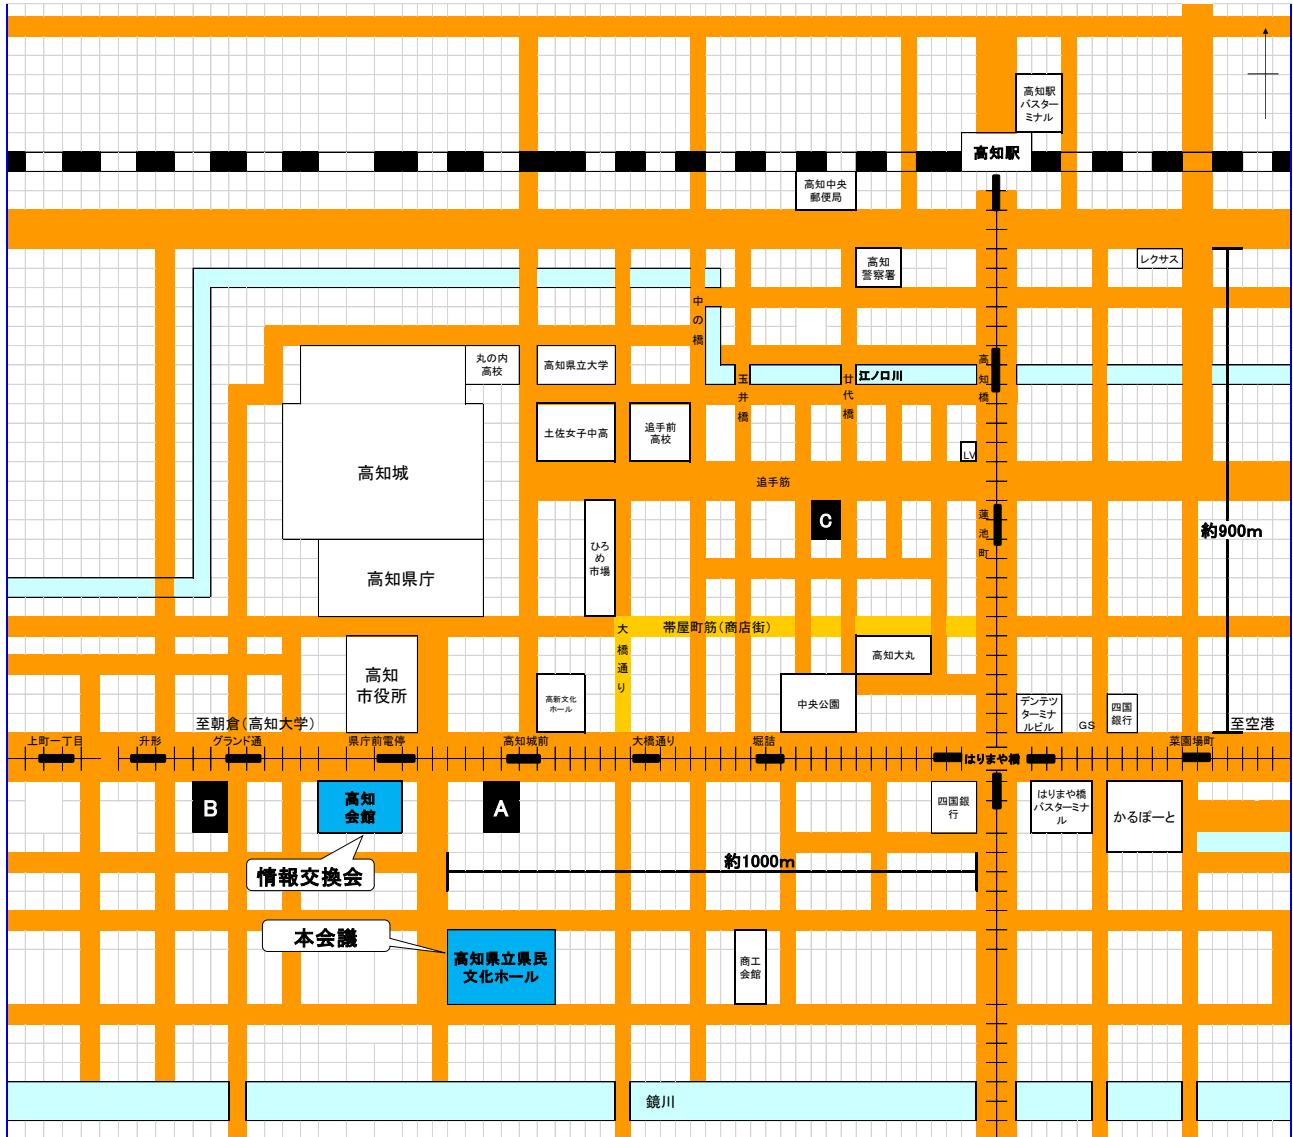 高知駅
バスター
ミナル
高知駅
高知中央
郵便局
高知
警察署
レクサス
中の橋
丸の内
高校
高知県立大学
玉井橋
廿代橋
江ノ口川
高知橋
土佐女子中高
追手前
高校
LV
高知城
追手筋
C
蓮池町
約900m
ひろ
め
市場
高知県庁
大橋通り
帯屋町筋(商店街)
高知大丸
高知
市役所
高新文化
ホール
中央公園
デンテツ
ターミナ
ルビル
GS
四国
銀行
至朝倉(高知大学)
至空港
上町一丁目
升形
グランド通
県庁前電停
高知城前
大橋通り
堀詰
はりまや橋
菜園場町
B
高知
会館
A
四国銀
行
はりまや橋
バスターミナ
ル
かるぽーと
情報交換会
約1000m
本会議
高知県立県民
文化ホール
商工
会館
鏡川